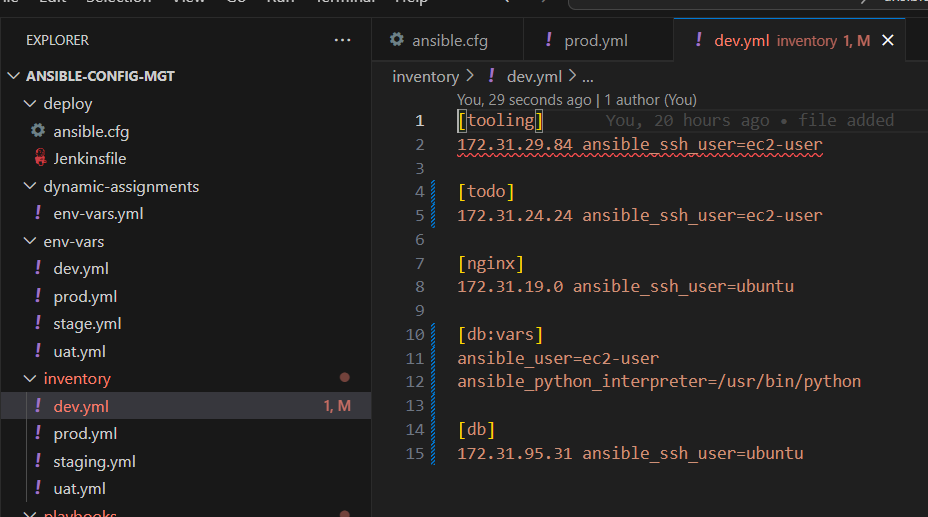 EXPLORER
...
ANSIBLE-CONFIG-MGT
deploy
ansible.cfg
Jenkinsfile
dynamic-assignments
! env-vars.yml
env-vars
! dev.yml
! prod.yml
! stage.yml
! uat.yml
inventory
! dev.yml 1, M
! prod.yml
! staging.yml
! uat.yml
playbooks
ansible.cfg
! prod.yml
! dev.yml inventory 1, M
inventory > ! dev.yml > ...
You, 29 seconds ago | 1 author (You)
1 [tooling] You, 20 hours ago • file added
2 172.31.29.84 ansible_ssh_user=ec2-user
3
4 [todo]
5 172.31.24.24 ansible_ssh_user=ec2-user
6
7 [nginx]
8 172.31.19.0 ansible_ssh_user=ubuntu
9
10 [db:vars]
11 ansible_user=ec2-user
12 ansible_python_interpreter=/usr/bin/python
13
14 [db]
15 172.31.95.31 ansible_ssh_user=ubuntu